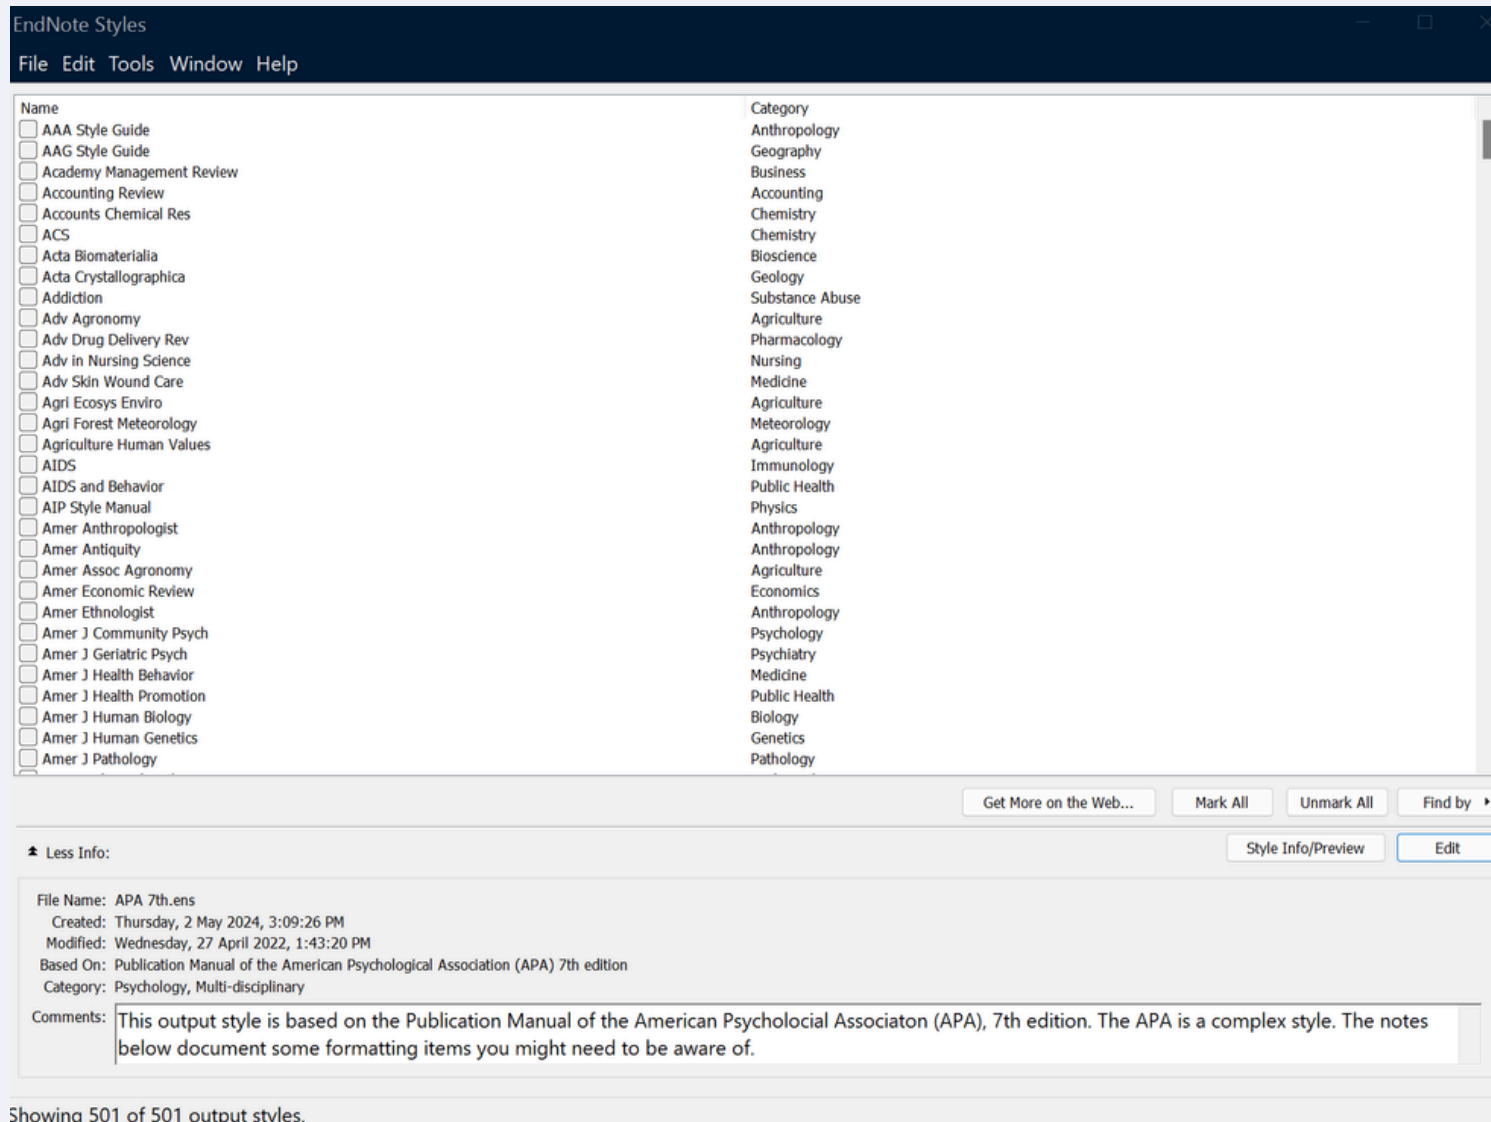 EndNote Styles
File Edit Tools Window Help
Name Category
AAA Style Guide Anthropology
AAG Style Guide Geography
Academy Management Review Business
Accounting Review Accounting
Accounts Chemical Res Chemistry
ACS Chemistry
Acta Biomaterialia Bioscience
Acta Crystallographica Geology
Addiction Substance Abuse
Adv Agronomy Agriculture
Adv Drug Delivery Rev Pharmacology
Adv in Nursing Science Nursing
Adv Skin Wound Care Medicine
Agri Ecosys Enviro Agriculture
Agri Forest Meteorology Meteorology
Agriculture Human Values Agriculture
AIDS Immunology
AIDS and Behavior Public Health
AIP Style Manual Physics
Amer Anthropologist Anthropology
Amer Antiquity Anthropology
Amer Assoc Agronomy Agriculture
Amer Economic Review Economics
Amer Ethnologist Anthropology
Amer J Community Psych Psychology
Amer J Geriatric Psych Psychiatry
Amer J Health Behavior Medicine
Amer J Health Promotion Public Health
Amer J Human Biology Biology
Amer J Human Genetics Genetics
Amer J Pathology Pathology
Get More on the Web... Mark All Unmark All Find by
Less Info: Style Info/Preview Edit
File Name: APA 7th.ens
Created: Thursday, 2 May 2024, 3:09:26 PM
Modified: Wednesday, 27 April 2022, 1:43:20 PM
Based On: Publication Manual of the American Psychological Association (APA) 7th edition
Category: Psychology, Multi-disciplinary
Comments: This output style is based on the Publication Manual of the American Psycholocial Associaton (APA), 7th edition. The APA is a complex style. The notes
below document some formatting items you might need to be aware of.
Showing 501 of 501 output styles.